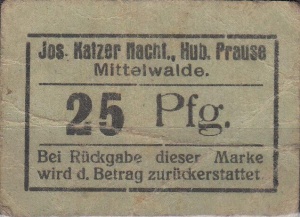 Jos. Katzer Nachf., Hub. Prause
Mittelwalde.
25 Pfg.
Bei Rückgabe dieser Marke
wird d. Betrag zurückerstattet